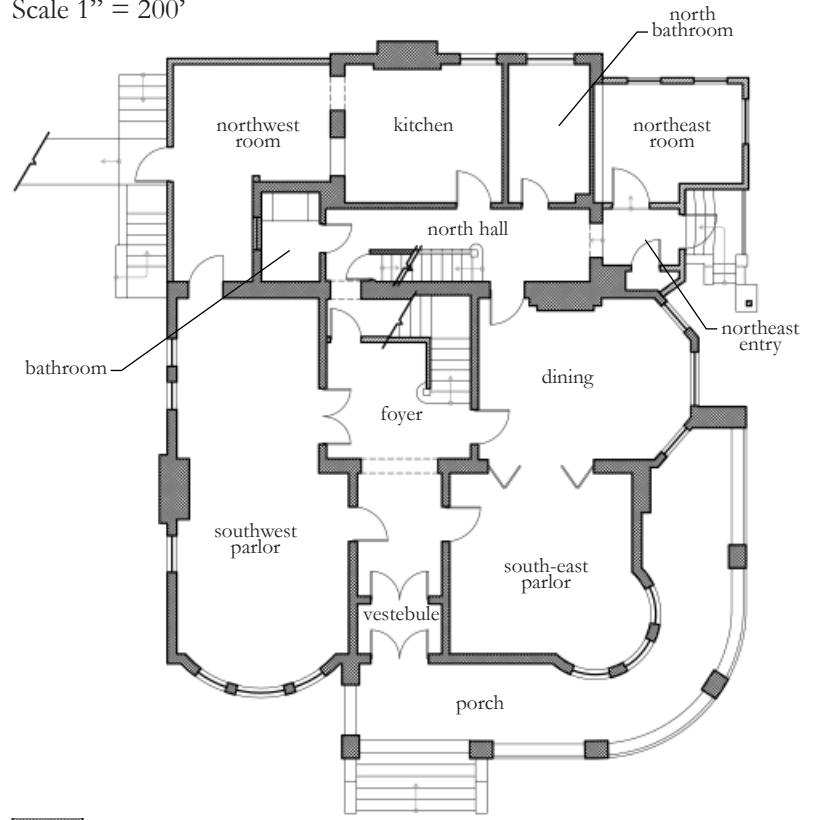 Scale 1” = 200’
north
bathroom
northwest
room
kitchen
northeast
room
north hall
bathroom
northeast
entry
dining
foyer
southwest
parlor
south-east
parlor
vestebule
porch